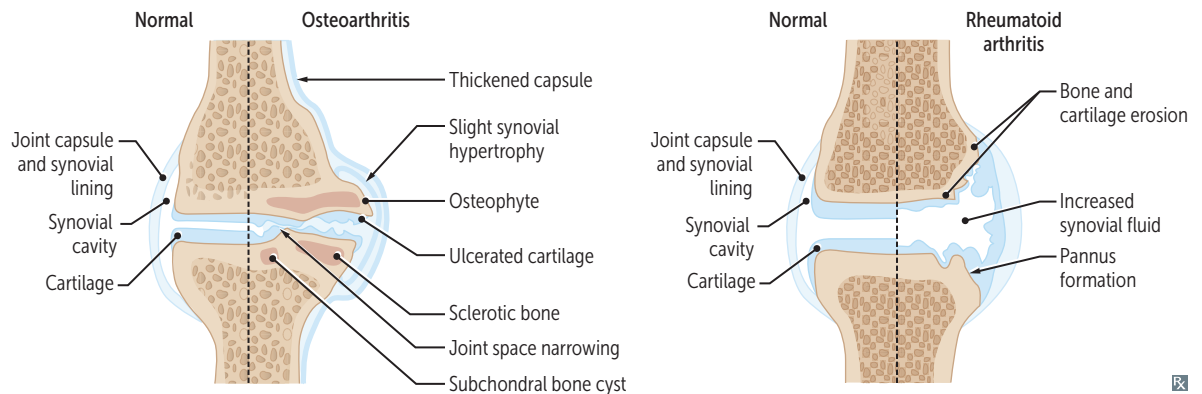 Normal
Osteoarthritis
Thickened capsule
Slight synovial
hypertrophy
Joint capsule
and synovial
lining
Osteophyte
Synovial
cavity
Ulcerated cartilage
Cartilage
Sclerotic bone
Joint space narrowing
Subchondral bone cyst
Normal
Rheumatoid
arthritis
Bone and
cartilage erosion
Joint capsule
and synovial
lining
Increased
synovial fluid
Synovial
cavity
Pannus
formation
Cartilage
℞